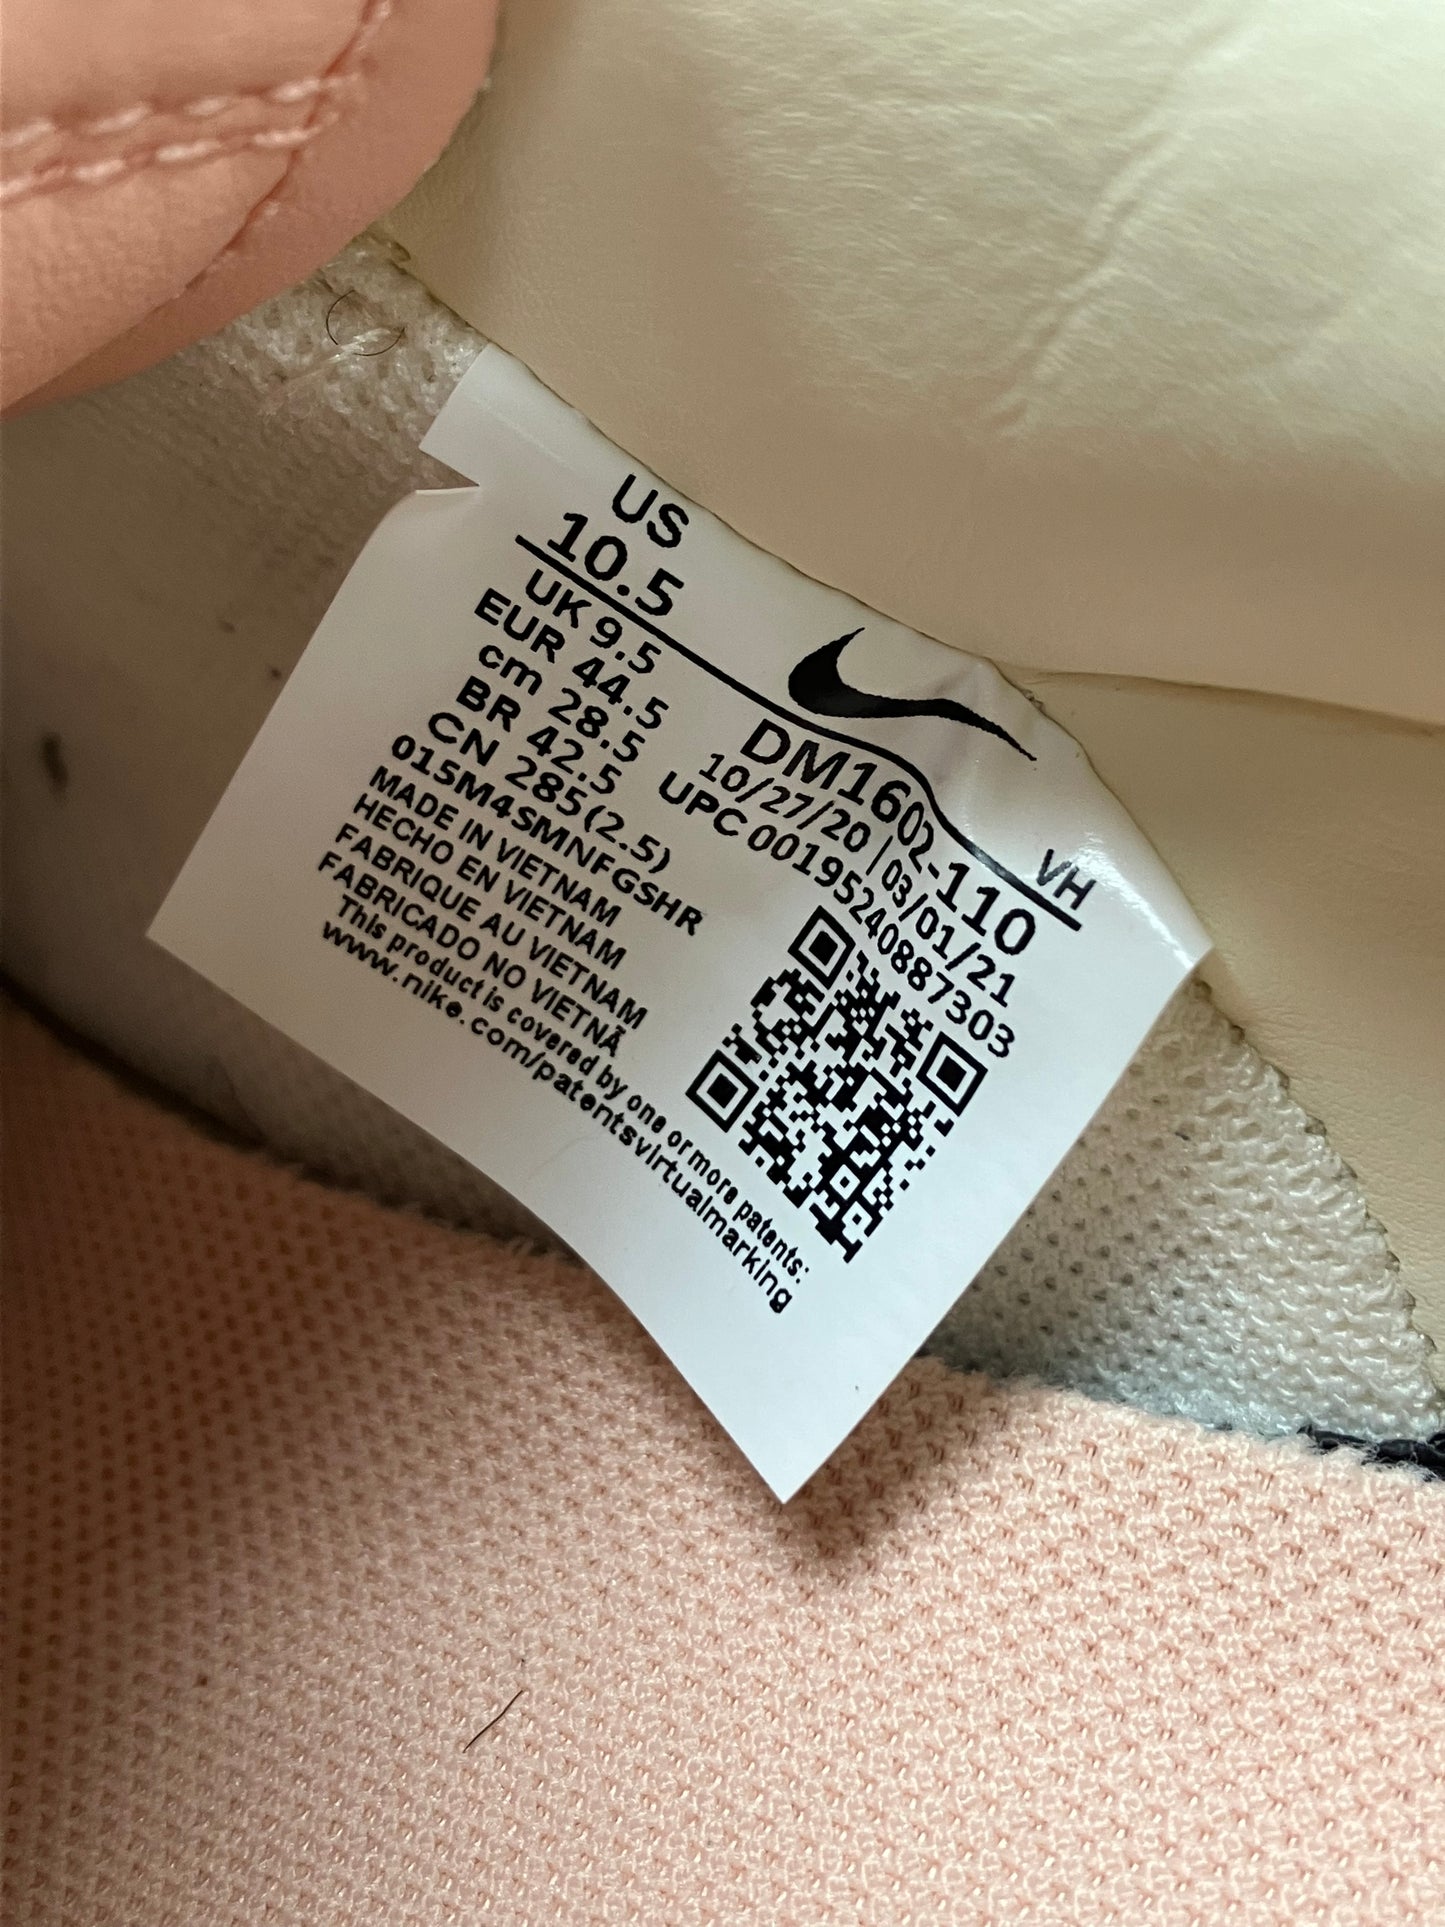 US
10.5
UK 9.5
EUR 44.5
cm 28.5
BR 42.5
CN 285(2.5)
015M4SMNFGSHR
MADE IN VIETNAM
HECHO EN VIETNAM
FABRIQUE AU VIETNAM
FABRICADO NO VIETNÃ
This product is covered by one or more patents:
www.nike.com/patentsvirtualmarking
VH
DM1602-110
10/27/20 | 03/01/21
UPC 00195240887303